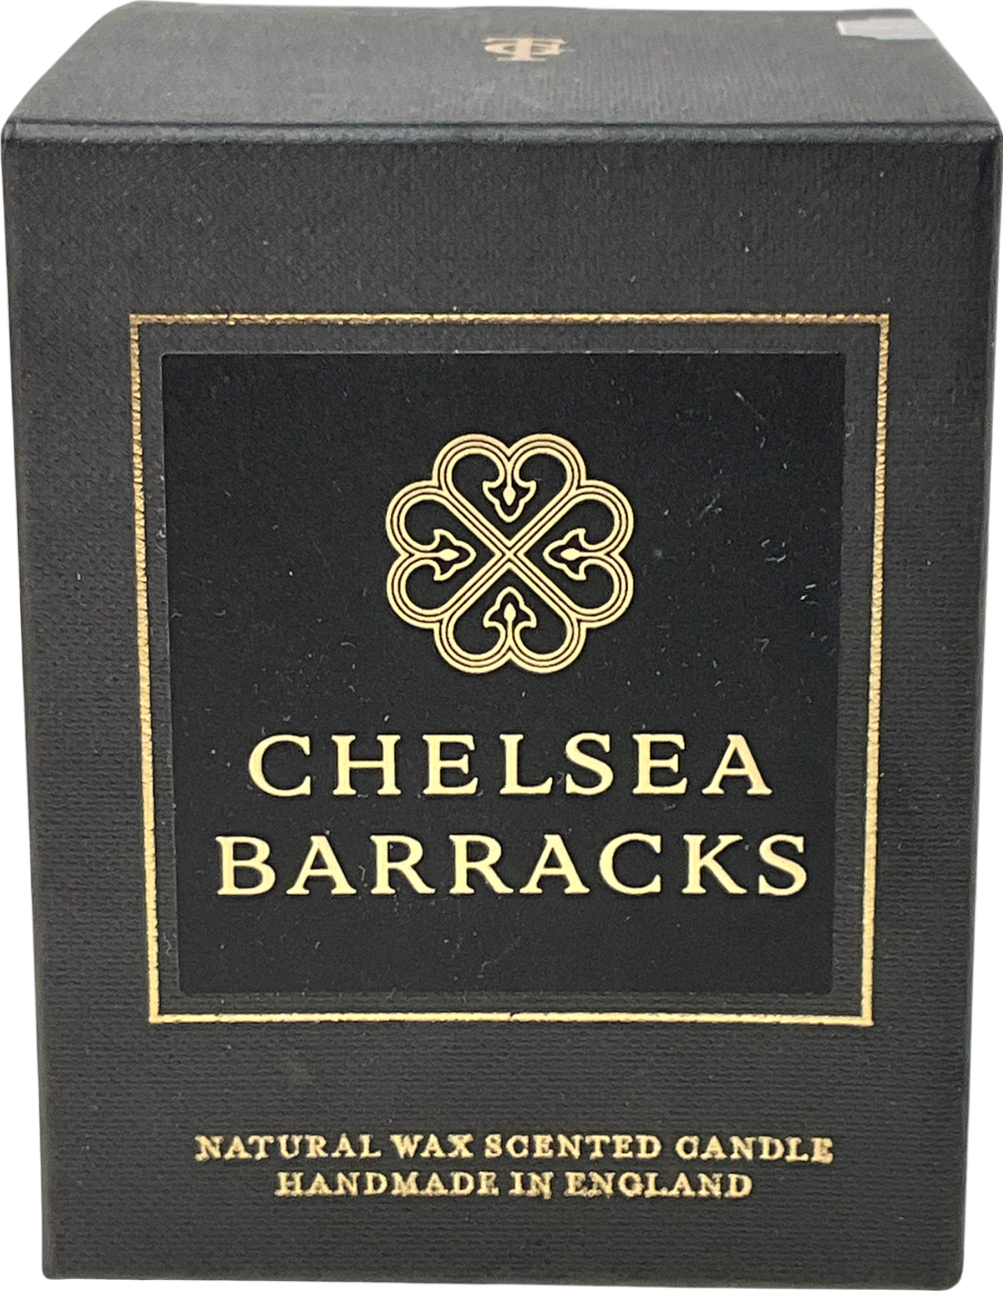 CHELSEA
BARRACKS
NATURAL WAX SCENTED CANDLE
HANDMADE IN ENGLAND